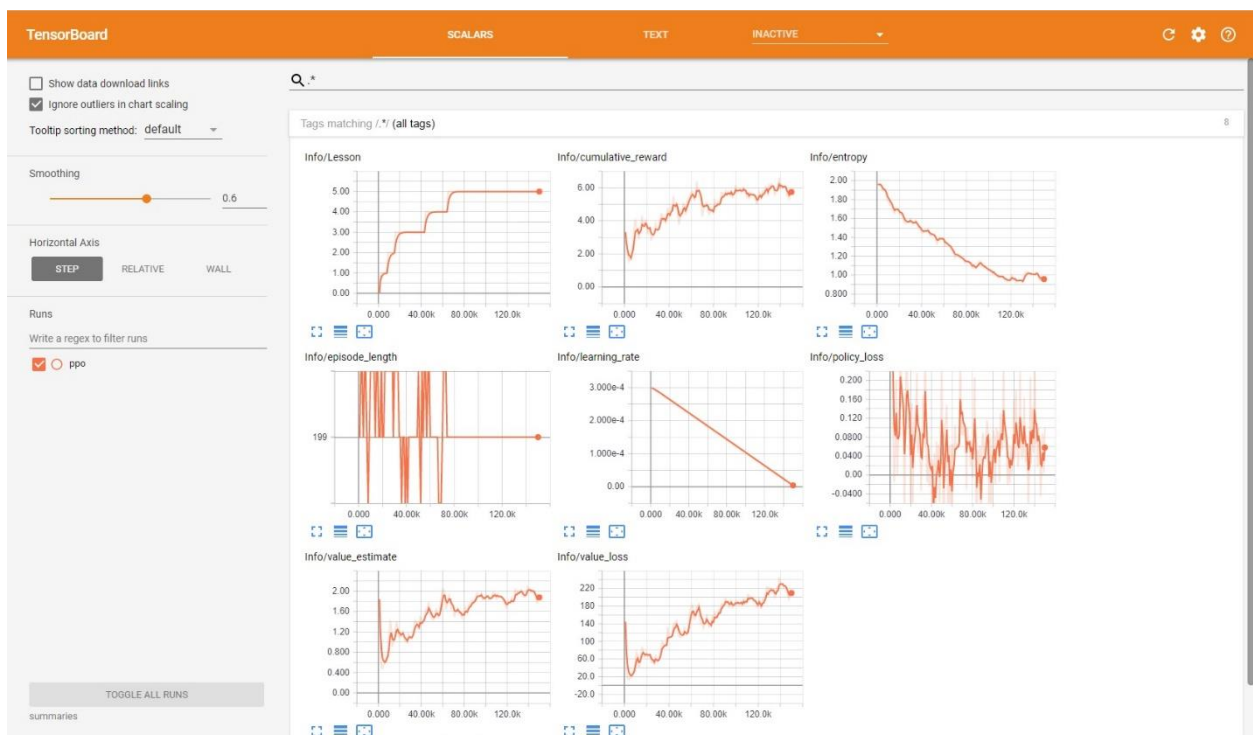 TensorBoard SCALARS TEXT INACTIVE
Show data download links
Ignore outliers in chart scaling
Tooltip sorting method: default
Smoothing
0.6
Horizontal Axis
STEP RELATIVE WALL
Runs
Write a regex to filter runs
ppo
TOGGLE ALL RUNS
summaries
.*
Tags matching /.*/ (all tags) 8
Info/Lesson
5.00
4.00
3.00
2.00
1.00
0.00
0.000 40.00k 80.00k 120.0k
Info/cumulative_reward
6.00
4.00
2.00
0.00
0.000 40.00k 80.00k 120.0k
Info/entropy
2.00
1.80
1.60
1.40
1.20
1.00
0.800
0.000 40.00k 80.00k 120.0k
Info/episode_length
199
0.000 40.00k 80.00k 120.0k
Info/learning_rate
3.000e-4
2.000e-4
1.000e-4
0.00
0.000 40.00k 80.00k 120.0k
Info/policy_loss
0.200
0.160
0.120
0.0800
0.0400
0.00
-0.0400
0.000 40.00k 80.00k 120.0k
Info/value_estimate
2.00
1.60
1.20
0.800
0.400
0.00
0.000 40.00k 80.00k 120.0k
Info/value_loss
220
180
140
100
60.0
20.0
-20.0
0.000 40.00k 80.00k 120.0k